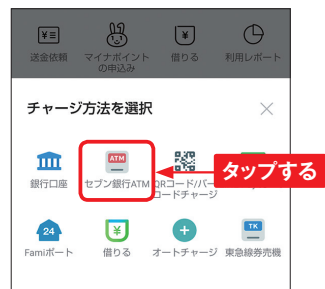 送金依頼 マイナポイント 借りる 利用レポート
の申込み
チャージ方法を選択
ATM
タップする
銀行口座 セブン銀行ATM QRコード/バー
コードチャージ
24 TK
Famiポート 借りる オートチャージ 東急線券売機